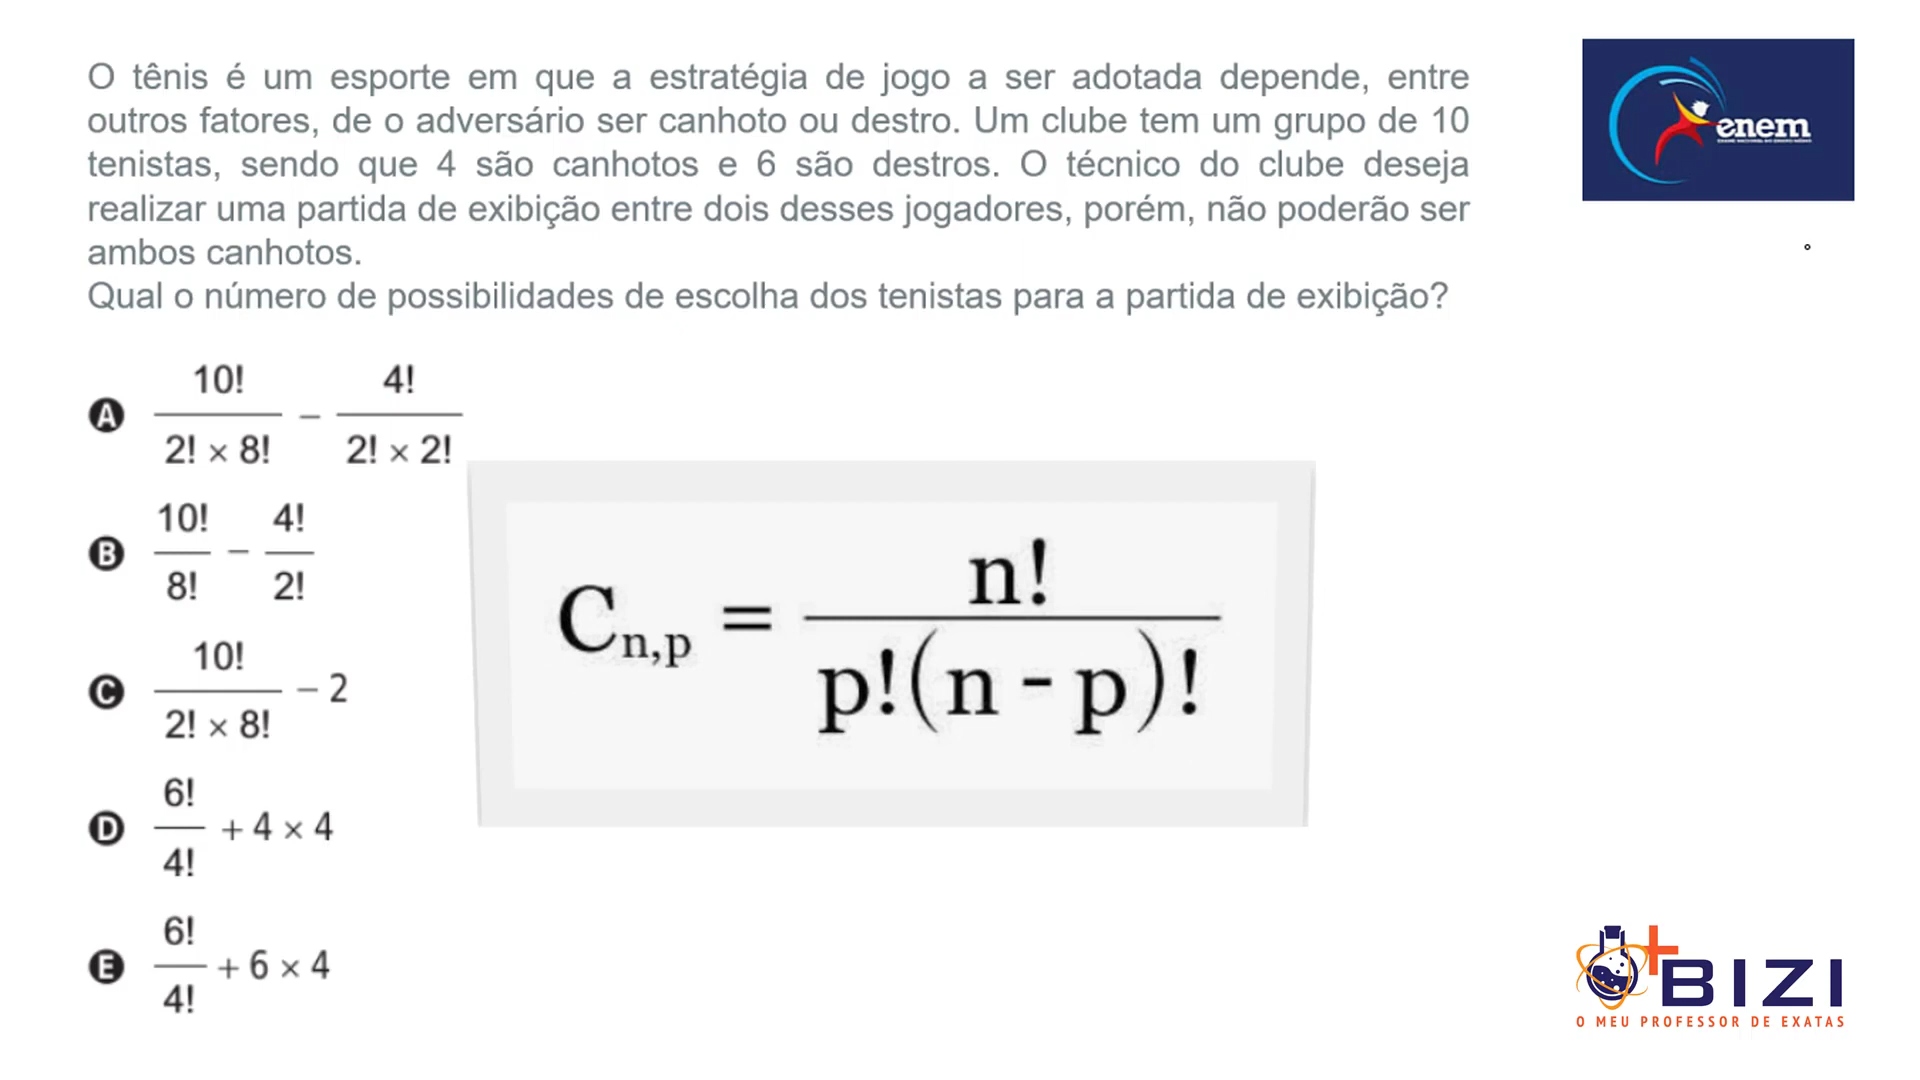 O tênis é um esporte em que a estratégia de jogo a ser adotada depende, entre
outros fatores, de o adversário ser canhoto ou destro. Um clube tem um grupo de 10
tenistas, sendo que 4 são canhotos e 6 são destros. O técnico do clube deseja
realizar uma partida de exibição entre dois desses jogadores, porém, não poderão ser
ambos canhotos.
Qual o número de possibilidades de escolha dos tenistas para a partida de exibição?
A 10!/(2! × 8!) − 4!/(2! × 2!)
B 10!/8! − 4!/2!
C 10!/(2! × 8!) − 2
D 6!/4! + 4 × 4
E 6!/4! + 6 × 4
Cn,p = n!/(p!(n - p)!)
enem
+BIZI
O MEU PROFESSOR DE EXATAS